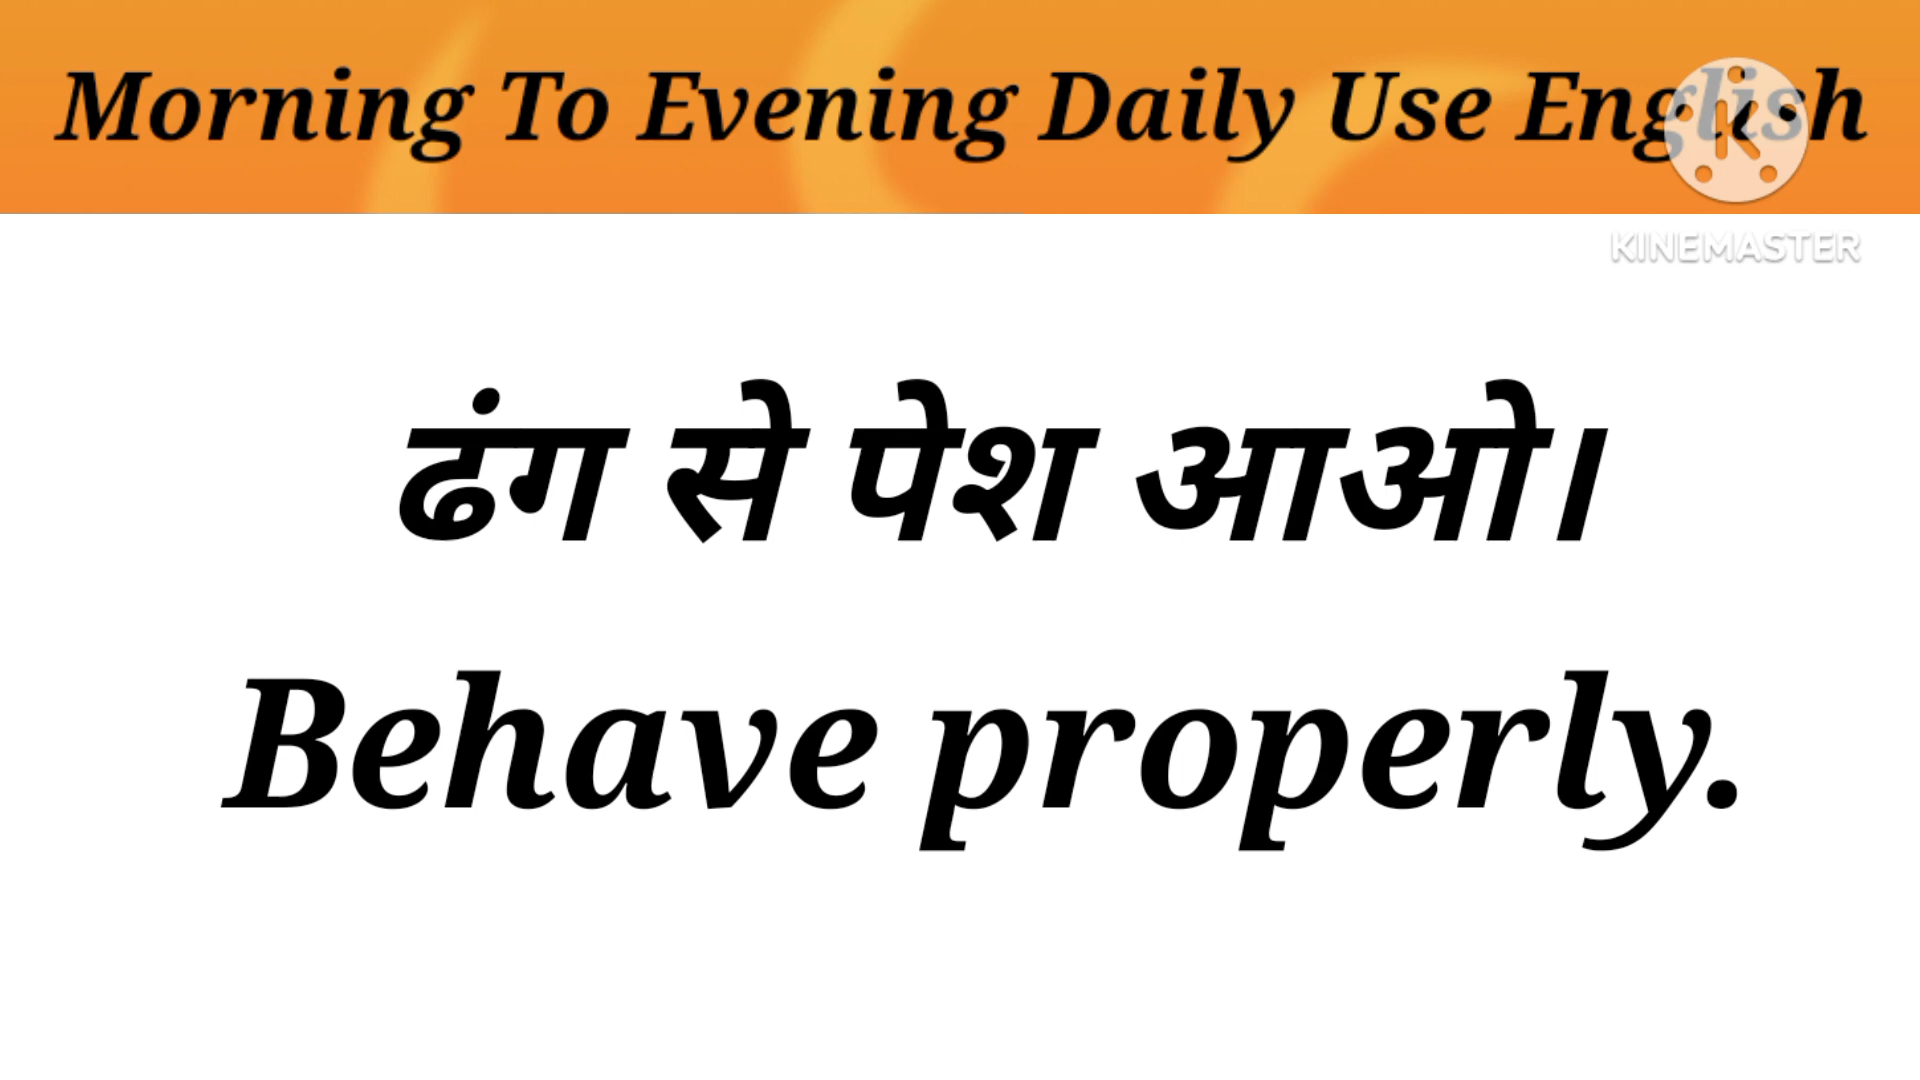 Morning To Evening Daily Use English
KINEMASTER
ढंग से पेश आओ।
Behave properly.